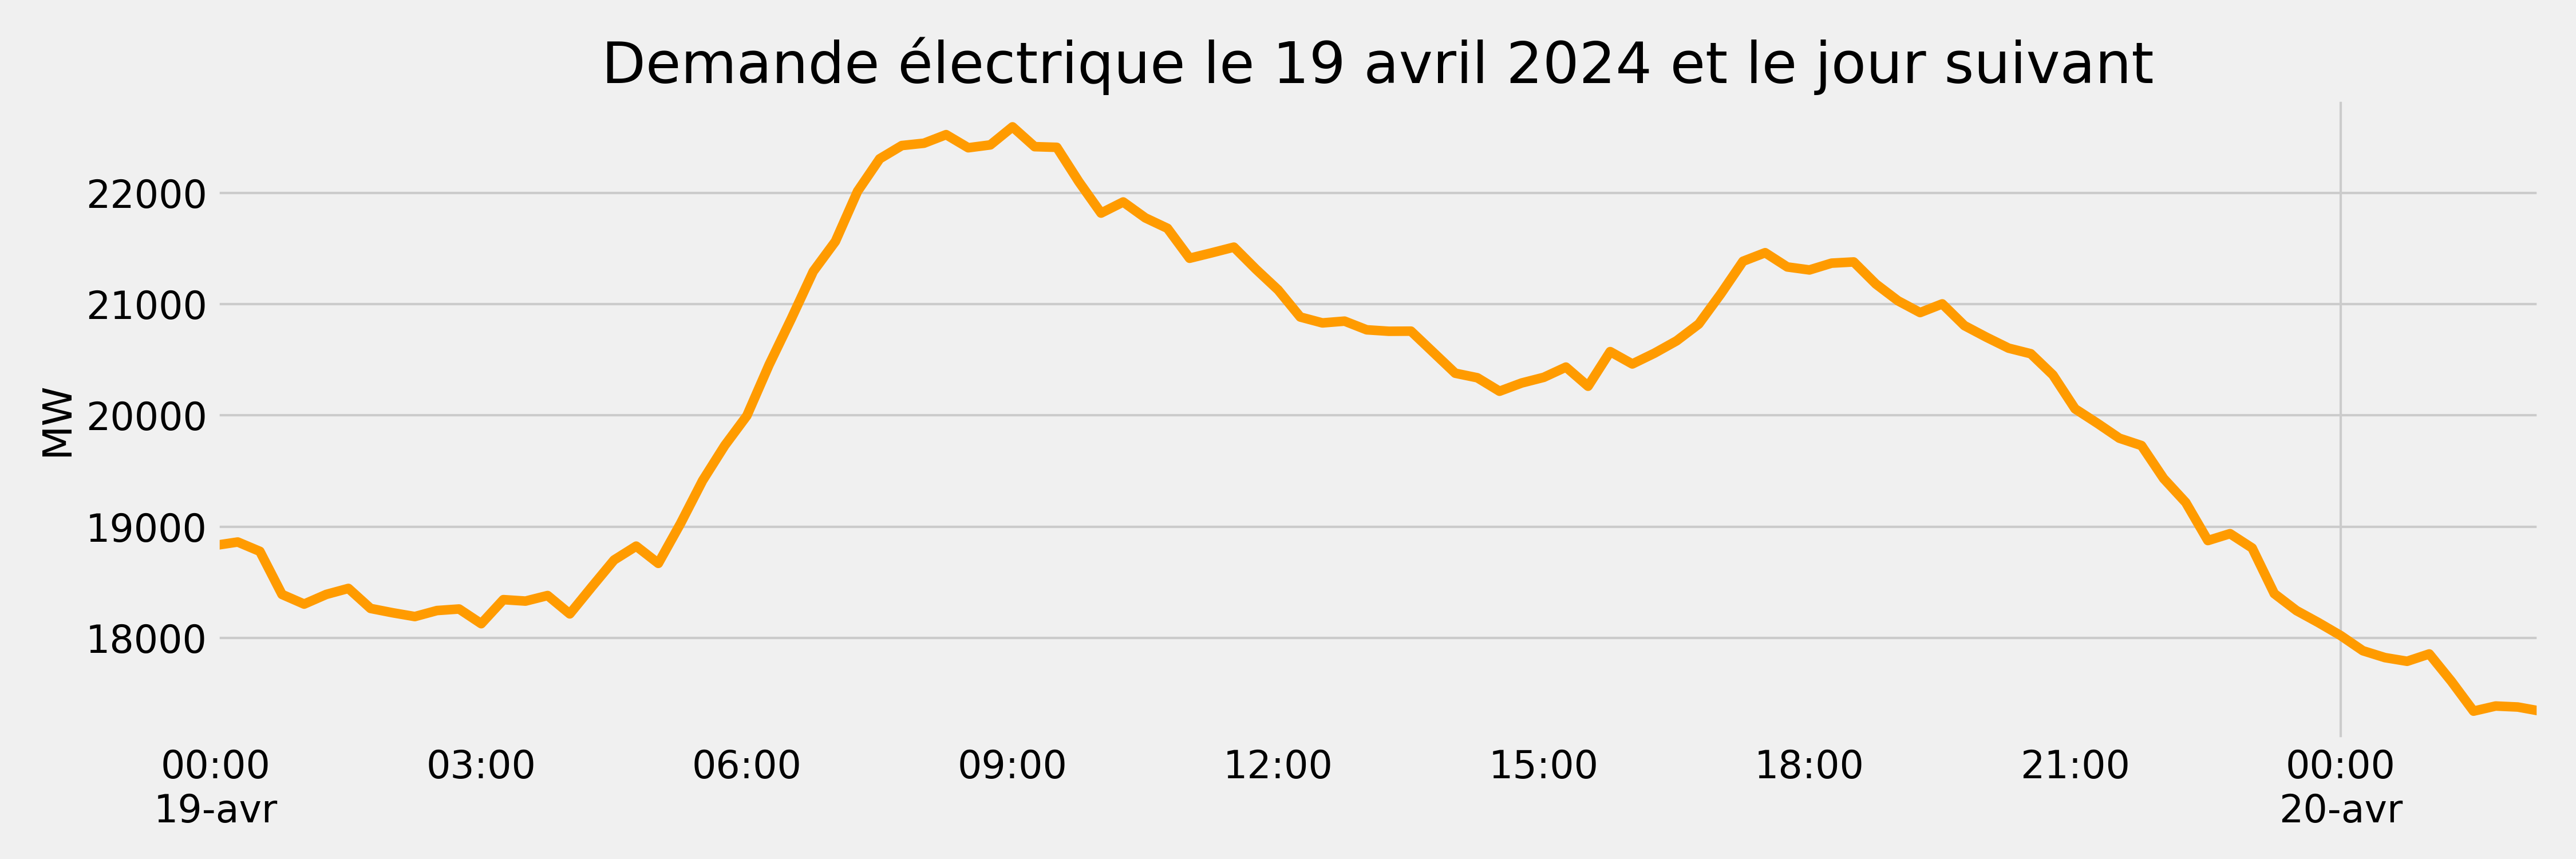 Demande électrique le 19 avril 2024 et le jour suivant
MW
22000
21000
20000
19000
18000
00:00 03:00 06:00 09:00 12:00 15:00 18:00 21:00 00:00
19-avr 20-avr